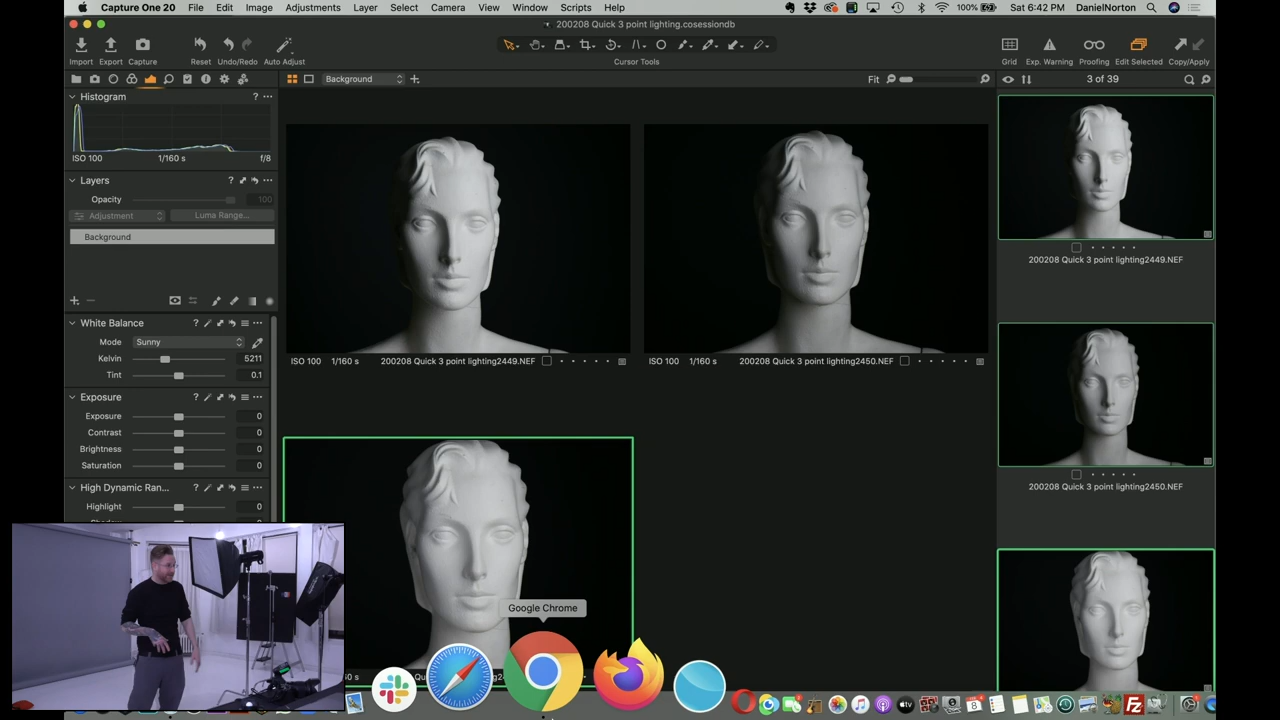 Capture One 20 File Edit Image Adjustments Layer Select Camera View Window Scripts Help 100% Sat 6:42 PM DanielNorton
200208 Quick 3 point lighting.cosessiondb
Import Export Capture Reset Undo/Redo Auto Adjust Cursor Tools Grid Exp. Warning Proofing Edit Selected Copy/Apply
Background Fit 3 of 39
Histogram ?
ISO 100 1/160 s f/8
Layers ?
Opacity 100
Adjustment Luma Range...
Background
White Balance ?
Mode Sunny
Kelvin 5211
Tint 0.1
Exposure ?
Exposure 0
Contrast 0
Brightness 0
Saturation 0
High Dynamic Ran... ?
Highlight 0
ISO 100 1/160 s 200208 Quick 3 point lighting2449.NEF
ISO 100 1/160 s 200208 Quick 3 point lighting2450.NEF
200208 Quick 3 point lighting2449.NEF
200208 Quick 3 point lighting2450.NEF
Google Chrome